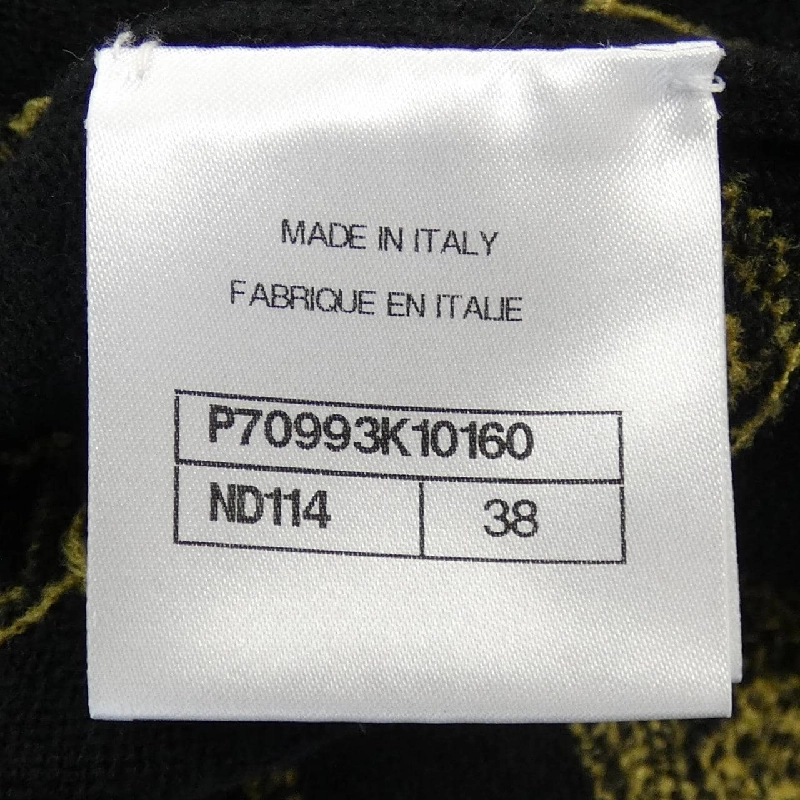 MADE IN ITALY
FABRIQUE EN ITALIE
P70993K10160
ND114 38